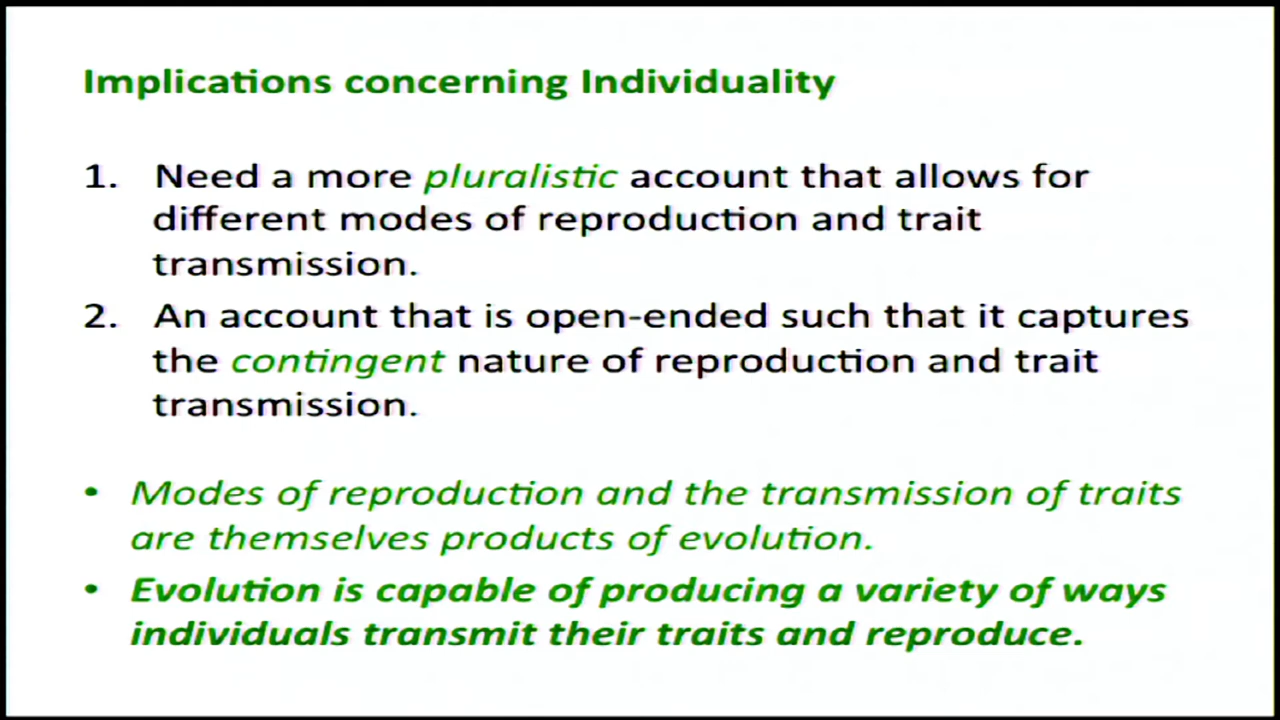 Implications concerning Individuality
1. Need a more pluralistic account that allows for
different modes of reproduction and trait
transmission.
2. An account that is open-ended such that it captures
the contingent nature of reproduction and trait
transmission.
• Modes of reproduction and the transmission of traits
are themselves products of evolution.
• Evolution is capable of producing a variety of ways
individuals transmit their traits and reproduce.